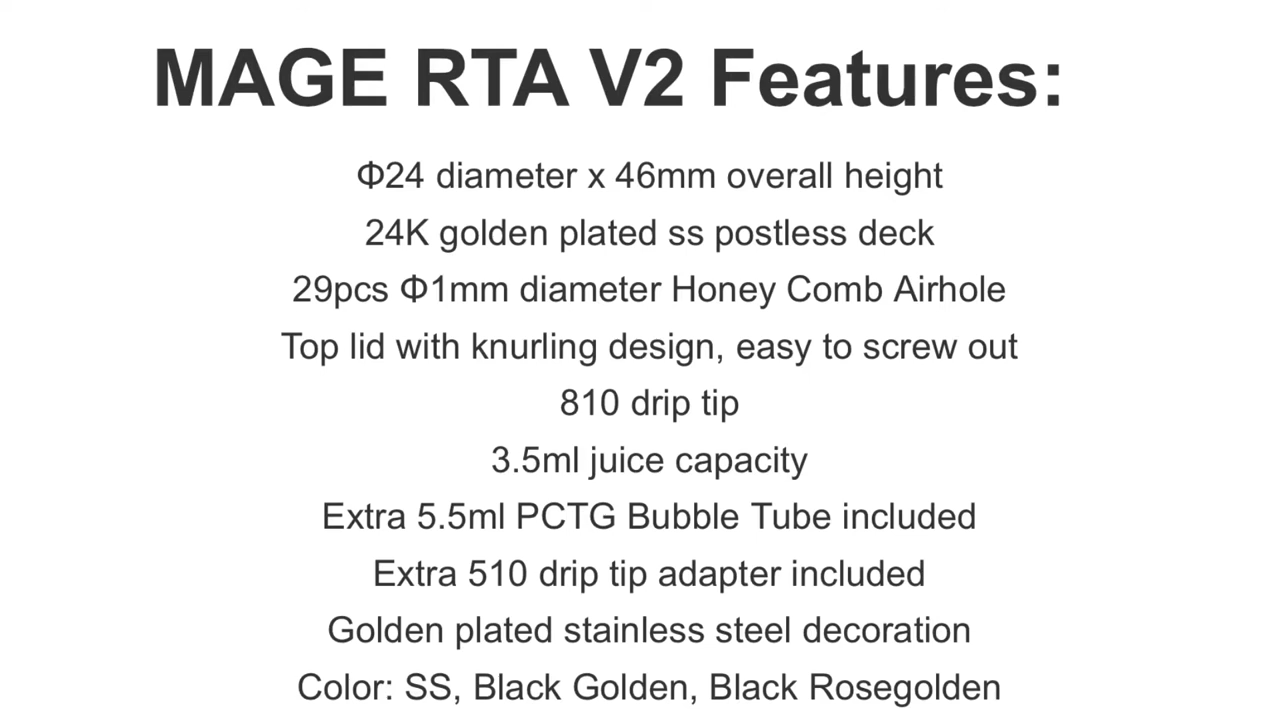 MAGE RTA V2 Features:
Φ24 diameter x 46mm overall height
24K golden plated ss postless deck
29pcs Φ1mm diameter Honey Comb Airhole
Top lid with knurling design, easy to screw out
810 drip tip
3.5ml juice capacity
Extra 5.5ml PCTG Bubble Tube included
Extra 510 drip tip adapter included
Golden plated stainless steel decoration
Color: SS, Black Golden, Black Rosegolden